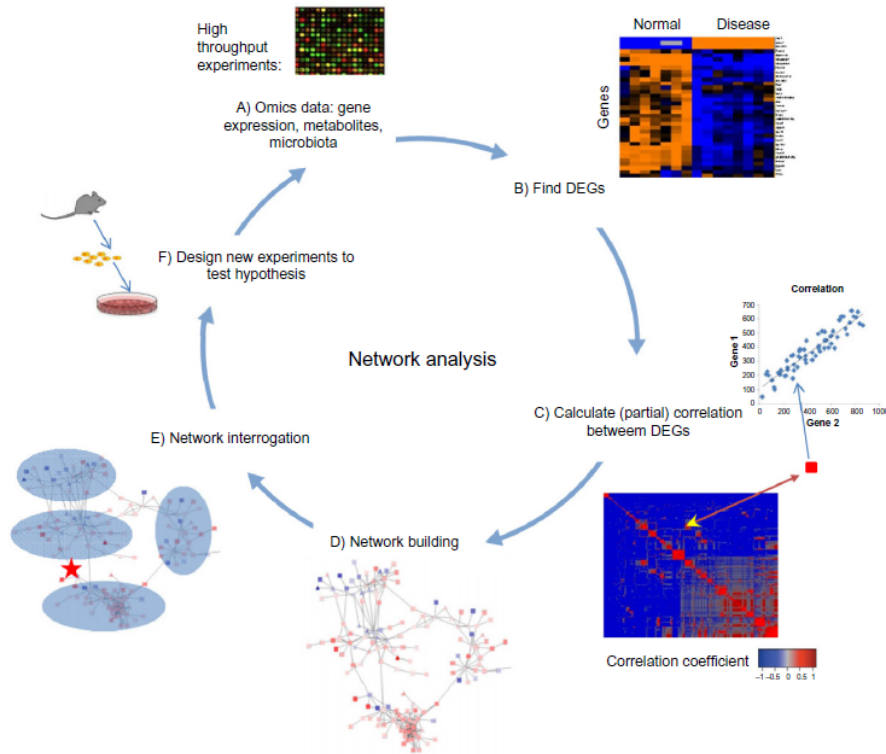 High
throughput
experiments:
A) Omics data: gene
expression, metabolites,
microbiota
Normal Disease
Genes
B) Find DEGs
Correlation
700
600
500
400
300
200
100
0
Gene 1
0 200 400 600 800 1000
Gene 2
C) Calculate (partial) correlation
betweem DEGs
Correlation coefficient
−1 −0.5 0 0.5 1
D) Network building
E) Network interrogation
F) Design new experiments to
test hypothesis
Network analysis